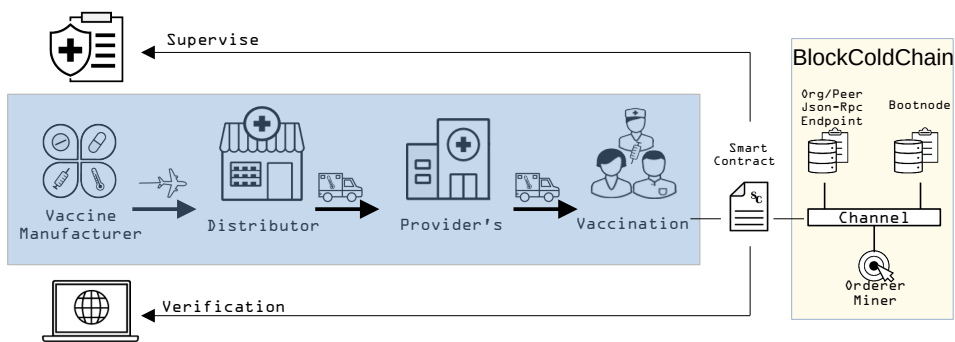 Supervise
BlockColdChain
Org/Peer
Json-Rpc
Endpoint
Bootnode
Smart
Contract
SC
Vaccine
Manufacturer
Distributor
Provider's
Vaccination
Channel
Orderer
Miner
Verification